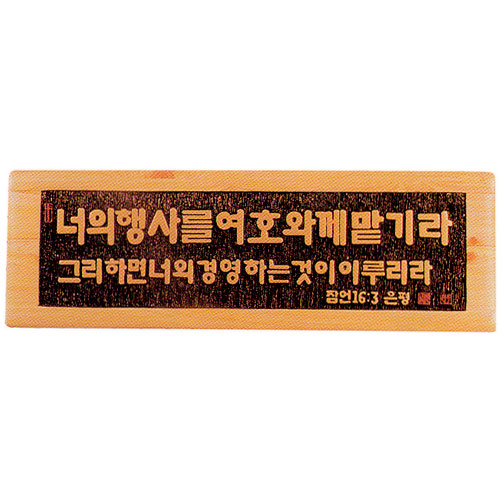 너의행사를여호와께맡기라
그리하면너의경영하는것이이루리라
잠언16:3 은평